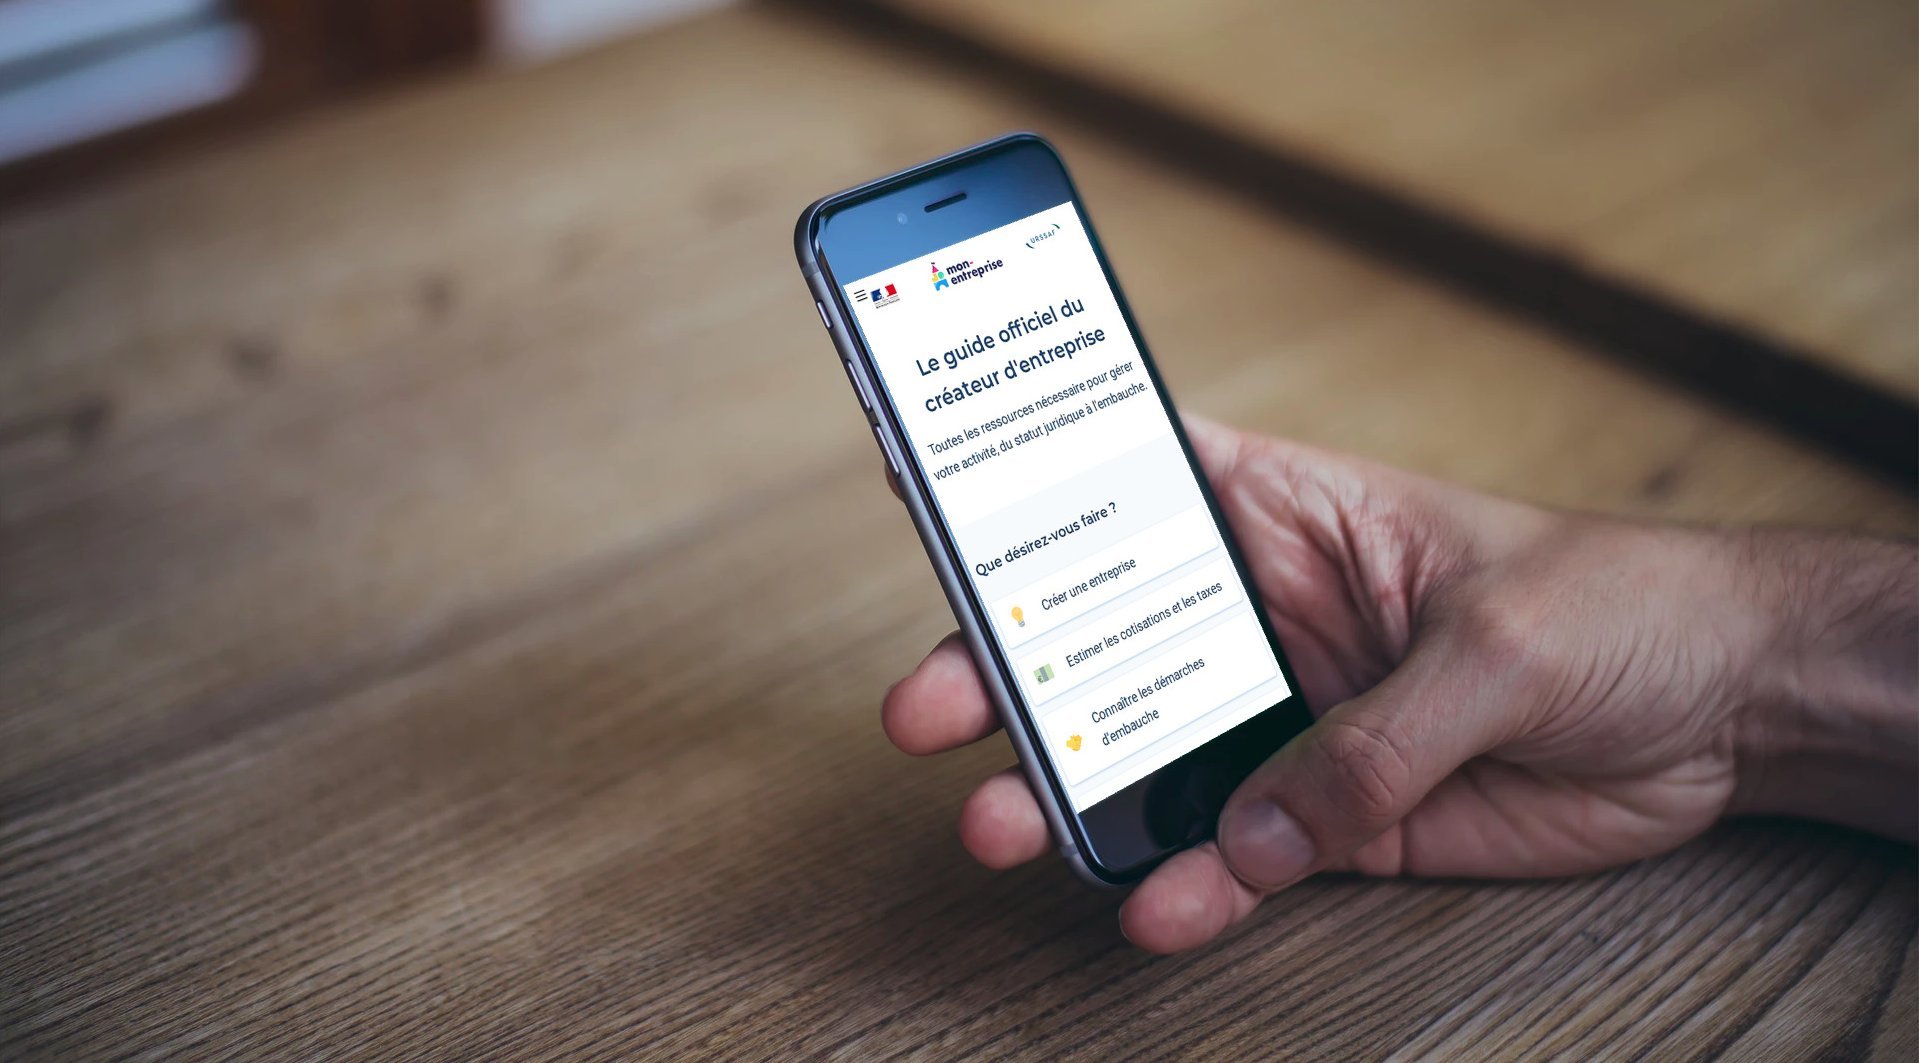 URSSAF
mon-
entreprise
Le guide officiel du
créateur d'entreprise
Toutes les ressources nécessaire pour gérer
votre activité, du statut juridique à l'embauche.
Que désirez-vous faire ?
Créer une entreprise
Estimer les cotisations et les taxes
Connaître les démarches
d'embauche